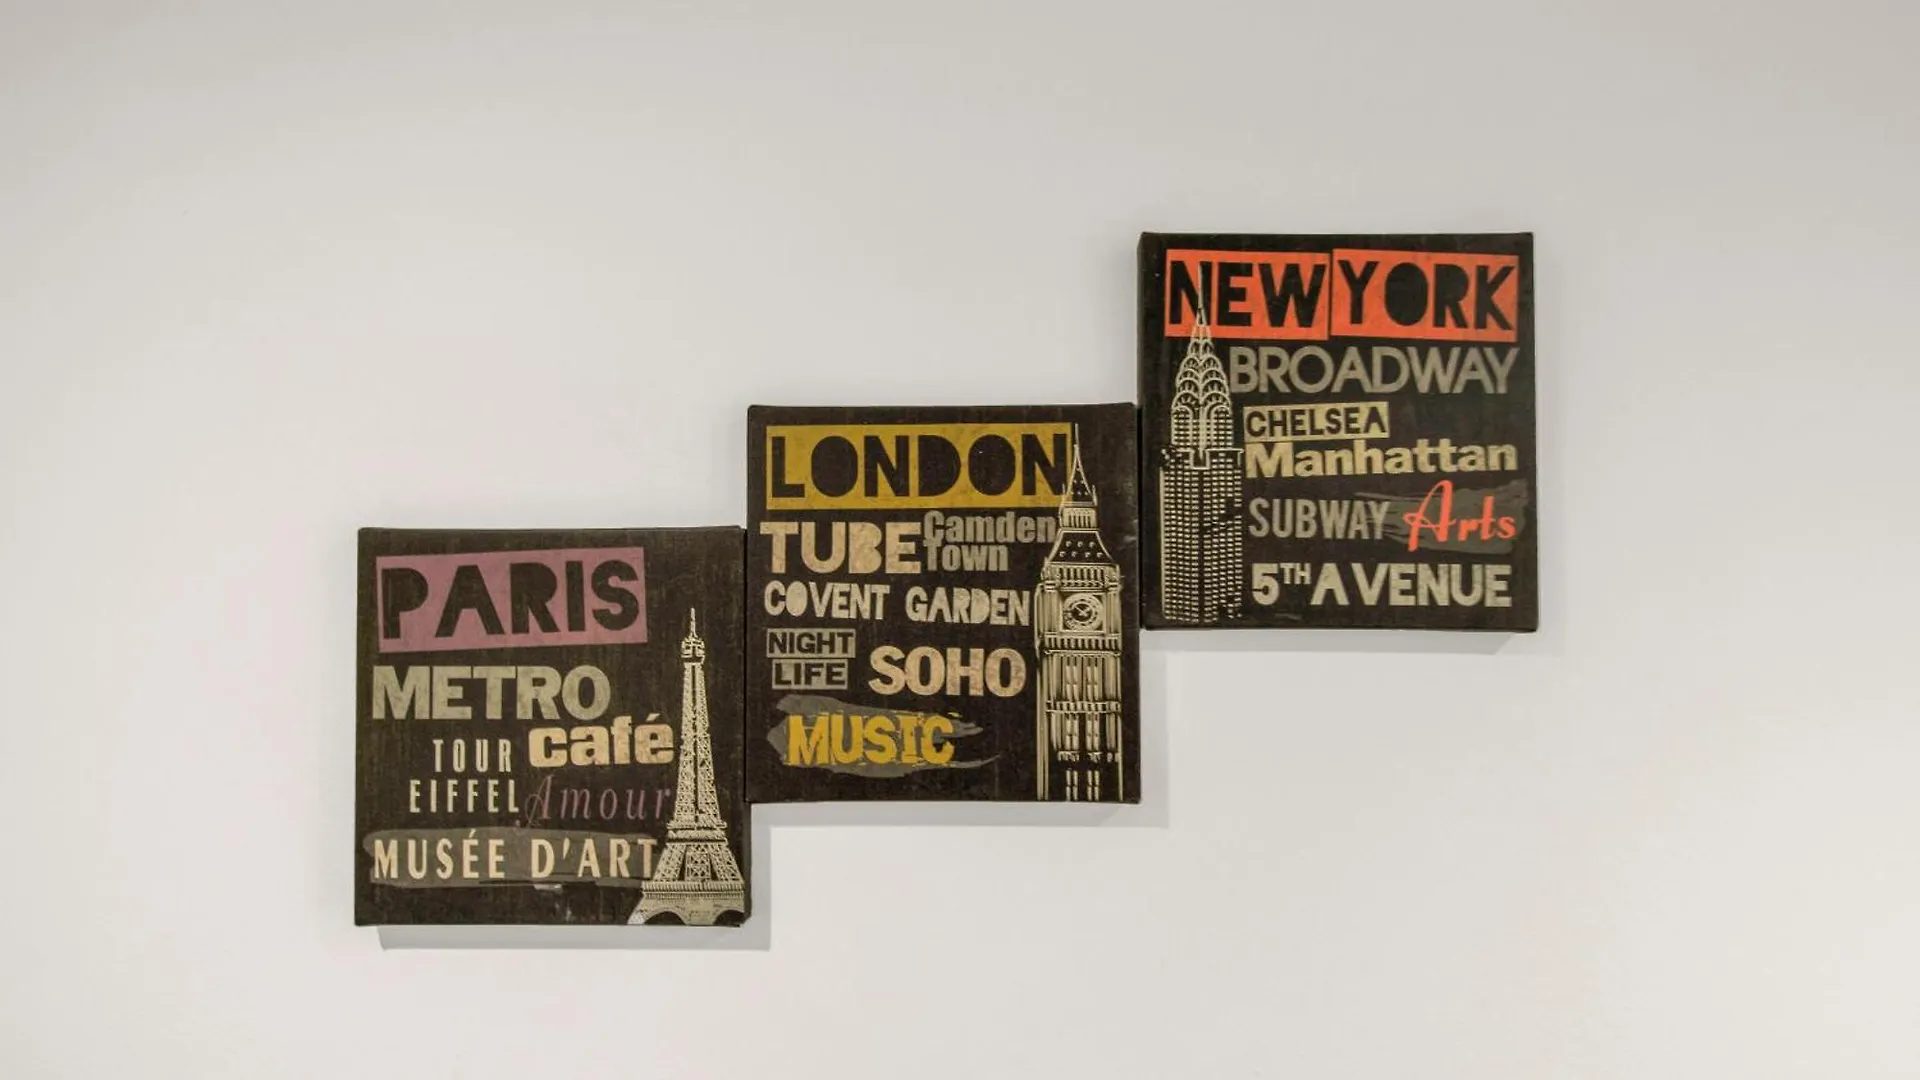 PARIS
METRO
café
TOUR
EIFFEL
Amour
MUSÉE D'ART
LONDON
TUBE
Camden
Town
COVENT GARDEN
NIGHT
LIFE
SOHO
MUSIC
NEW YORK
BROADWAY
CHELSEA
Manhattan
SUBWAY Arts
5TH AVENUE